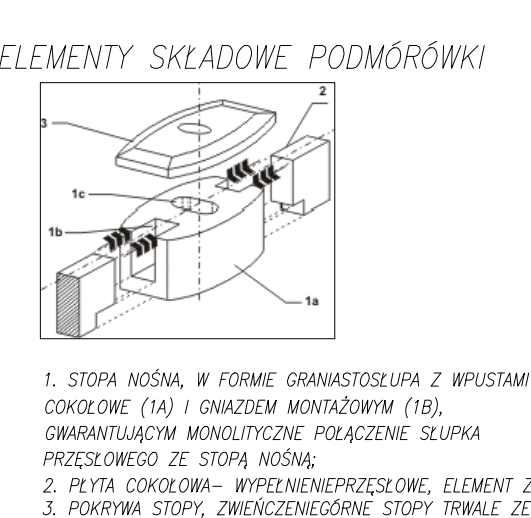 ELEMENTY SKŁADOWE PODMÓRÓWKI
2
3
1c
1b
1a
1. STOPA NOŚNA, W FORMIE GRANIASTOSŁUPA Z WPUSTAMI
COKOŁOWE (1A) I GNIAZDEM MONTAŻOWYM (1B),
GWARANTUJĄCYM MONOLITYCZNE POŁĄCZENIE SŁUPKA
PRZĘSŁOWEGO ZE STOPĄ NOŚNĄ;
2. PŁYTA COKOŁOWA– WYPEŁNIENIEPRZĘSŁOWE, ELEMENT Z
3. POKRYWA STOPY, ZWIEŃCZENIEGÓRNE STOPY TRWALE ZE